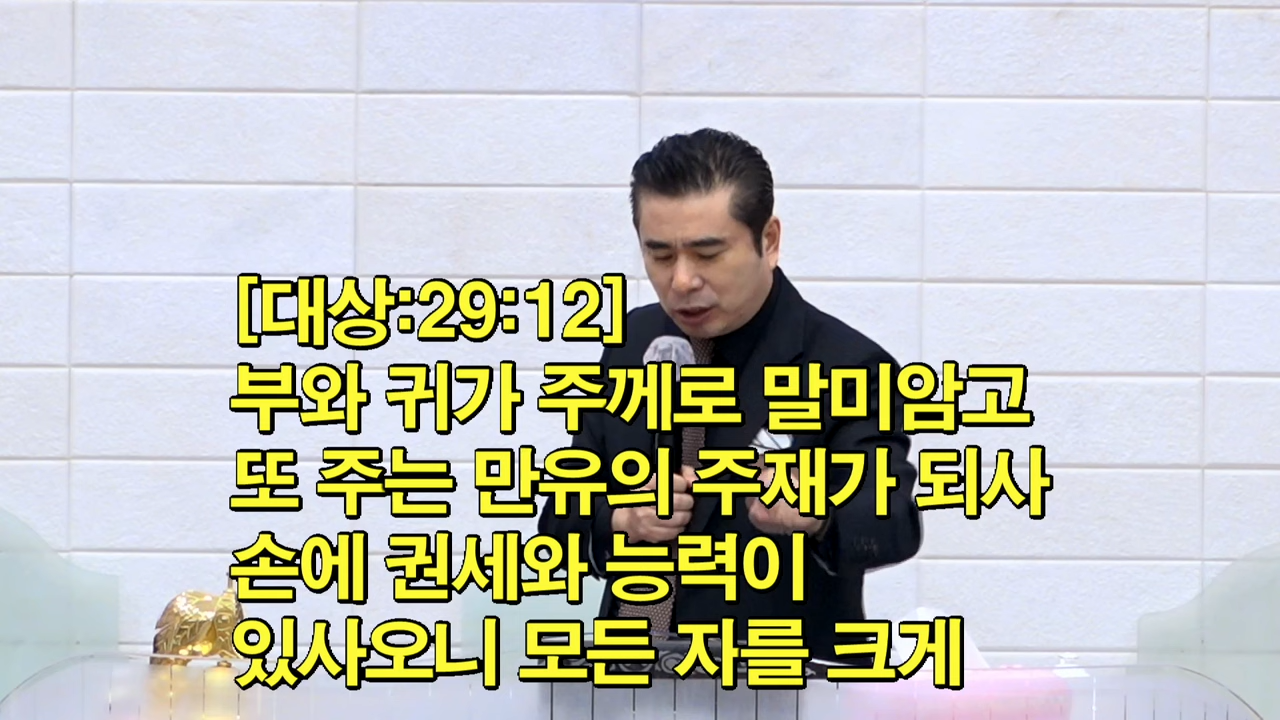 [대상:29:12]
부와 귀가 주께로 말미암고
또 주는 만유의 주재가 되사
손에 권세와 능력이
있사오니 모든 자를 크게